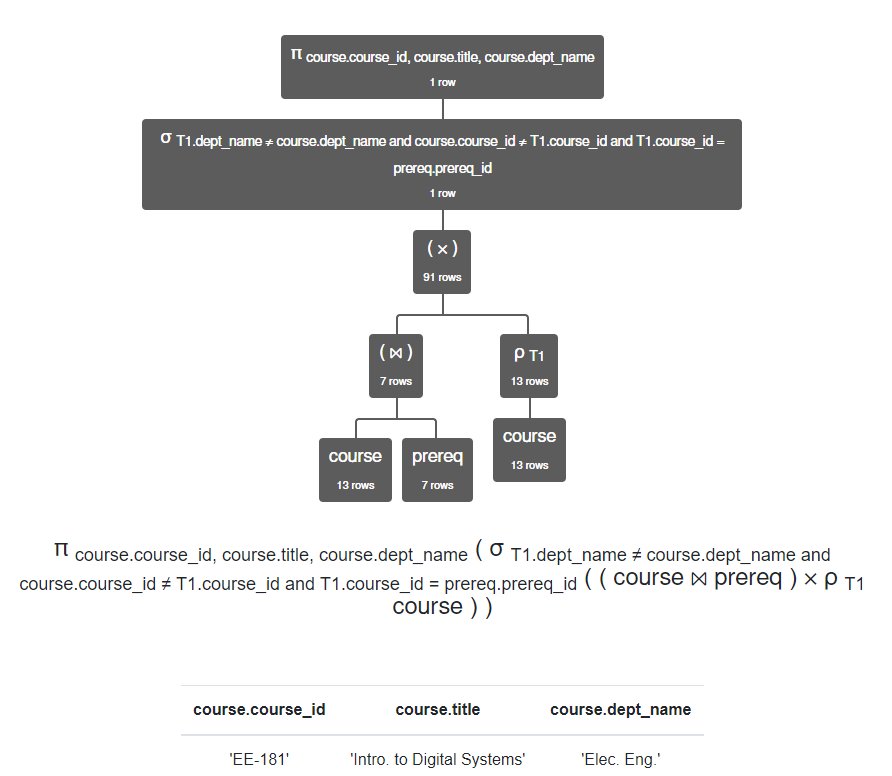 π course.course_id, course.title, course.dept_name
1 row
σ T1.dept_name ≠ course.dept_name and course.course_id ≠ T1.course_id and T1.course_id =
prereq.prereq_id
1 row
( × )
91 rows
( ⋈ )
7 rows
ρ T1
13 rows
course
13 rows
prereq
7 rows
course
13 rows
π course.course_id, course.title, course.dept_name ( σ T1.dept_name ≠ course.dept_name and
course.course_id ≠ T1.course_id and T1.course_id = prereq.prereq_id ( ( course ⋈ prereq ) × ρ T1
course ) )
course.course_id course.title course.dept_name
'EE-181' 'Intro. to Digital Systems' 'Elec. Eng.'